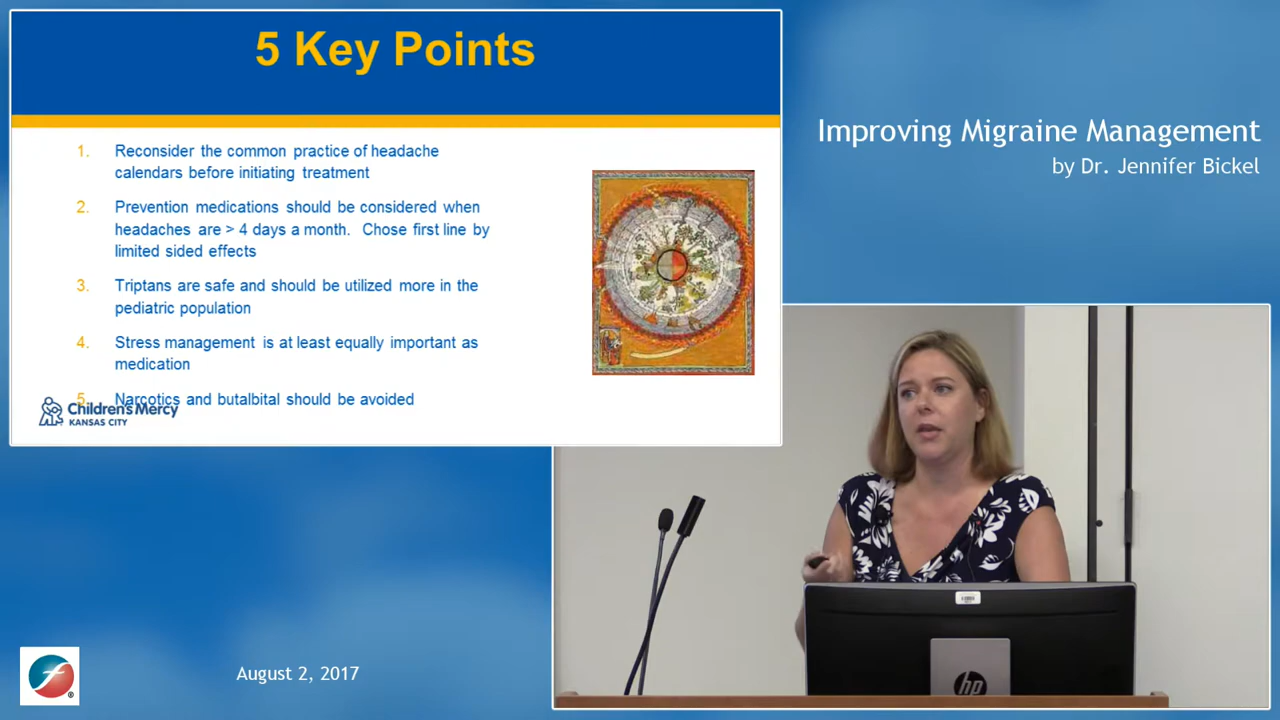 5 Key Points
1. Reconsider the common practice of headache
calendars before initiating treatment
2. Prevention medications should be considered when
headaches are > 4 days a month. Chose first line by
limited sided effects
3. Triptans are safe and should be utilized more in the
pediatric population
4. Stress management is at least equally important as
medication
5. Narcotics and butalbital should be avoided
Children's Mercy
KANSAS CITY
Improving Migraine Management
by Dr. Jennifer Bickel
hp
August 2, 2017
®